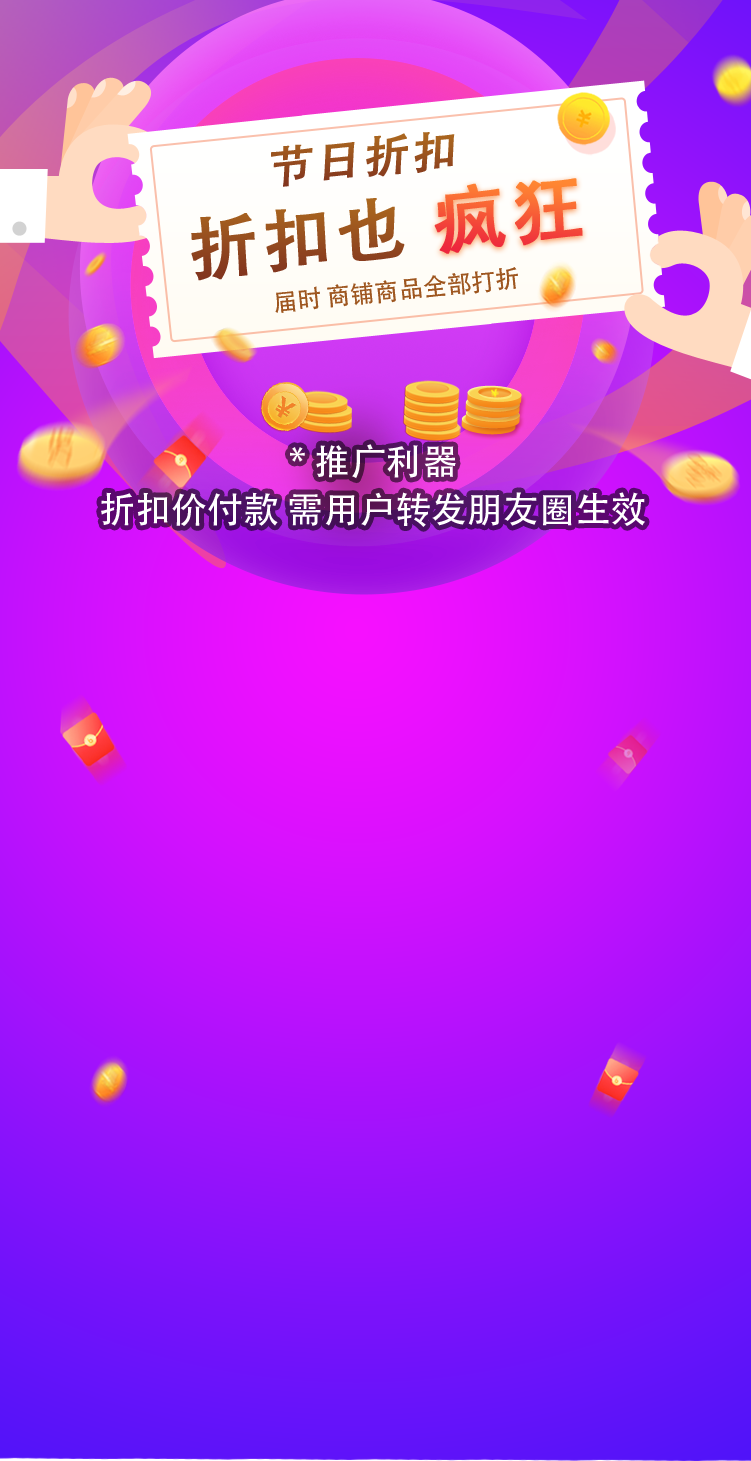 节日折扣
折扣也 疯狂
届时 商铺商品全部打折
* 推广利器
折扣价付款 需用户转发朋友圈生效